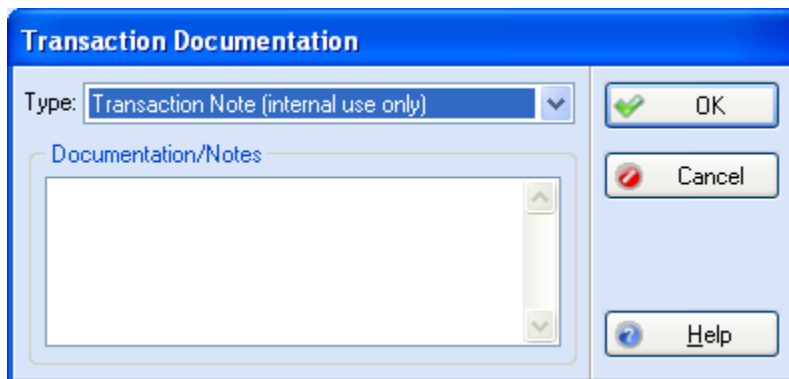 Transaction Documentation
Type: Transaction Note (internal use only)
OK
Documentation/Notes
Cancel
Help